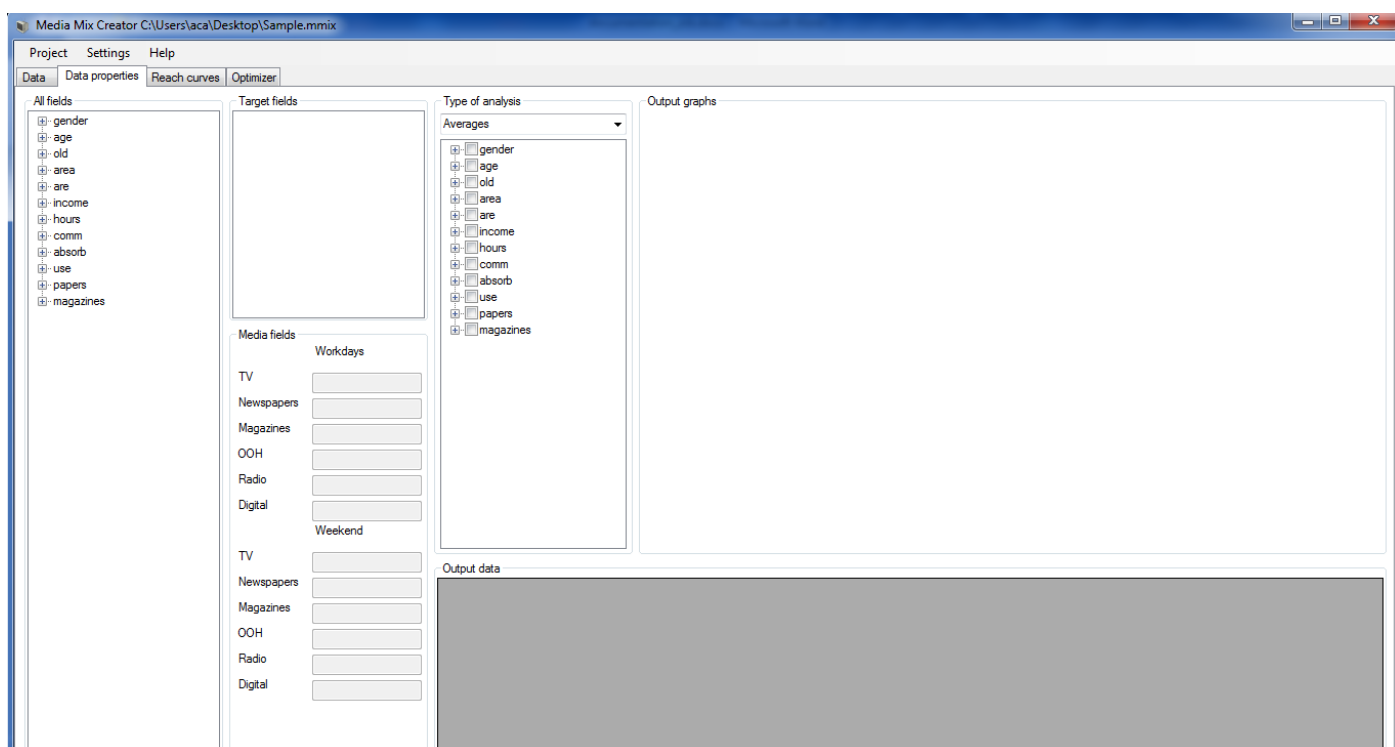 Media Mix Creator C:\Users\aca\Desktop\Sample.mmix
Project Settings Help
Data Data properties Reach curves Optimizer
All fields
gender
age
old
area
are
income
hours
comm
absorb
use
papers
magazines
Target fields
Media fields
Workdays
TV
Newspapers
Magazines
OOH
Radio
Digital
Weekend
TV
Newspapers
Magazines
OOH
Radio
Digital
Type of analysis
Averages
gender
age
old
area
are
income
hours
comm
absorb
use
papers
magazines
Output graphs
Output data